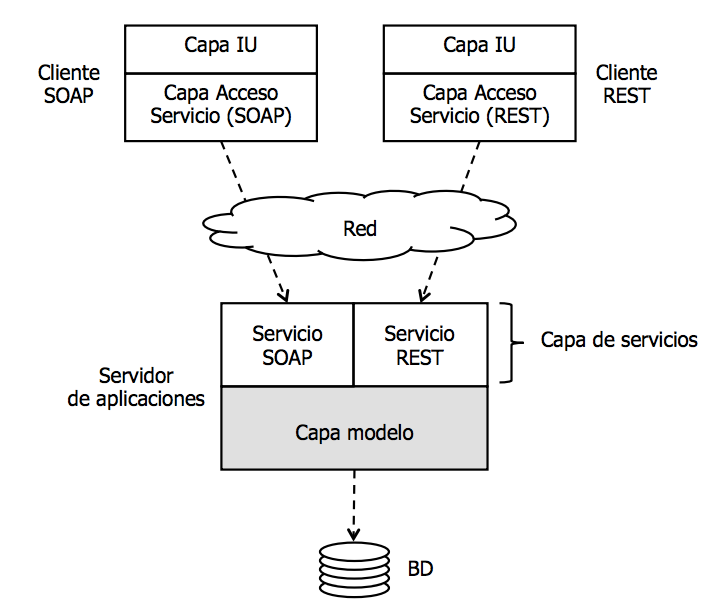 Capa IU
Capa IU
Cliente
SOAP
Capa Acceso
Servicio (SOAP)
Capa Acceso
Servicio (REST)
Cliente
REST
Red
Servicio
SOAP
Servicio
REST
Capa de servicios
Servidor
de aplicaciones
Capa modelo
BD